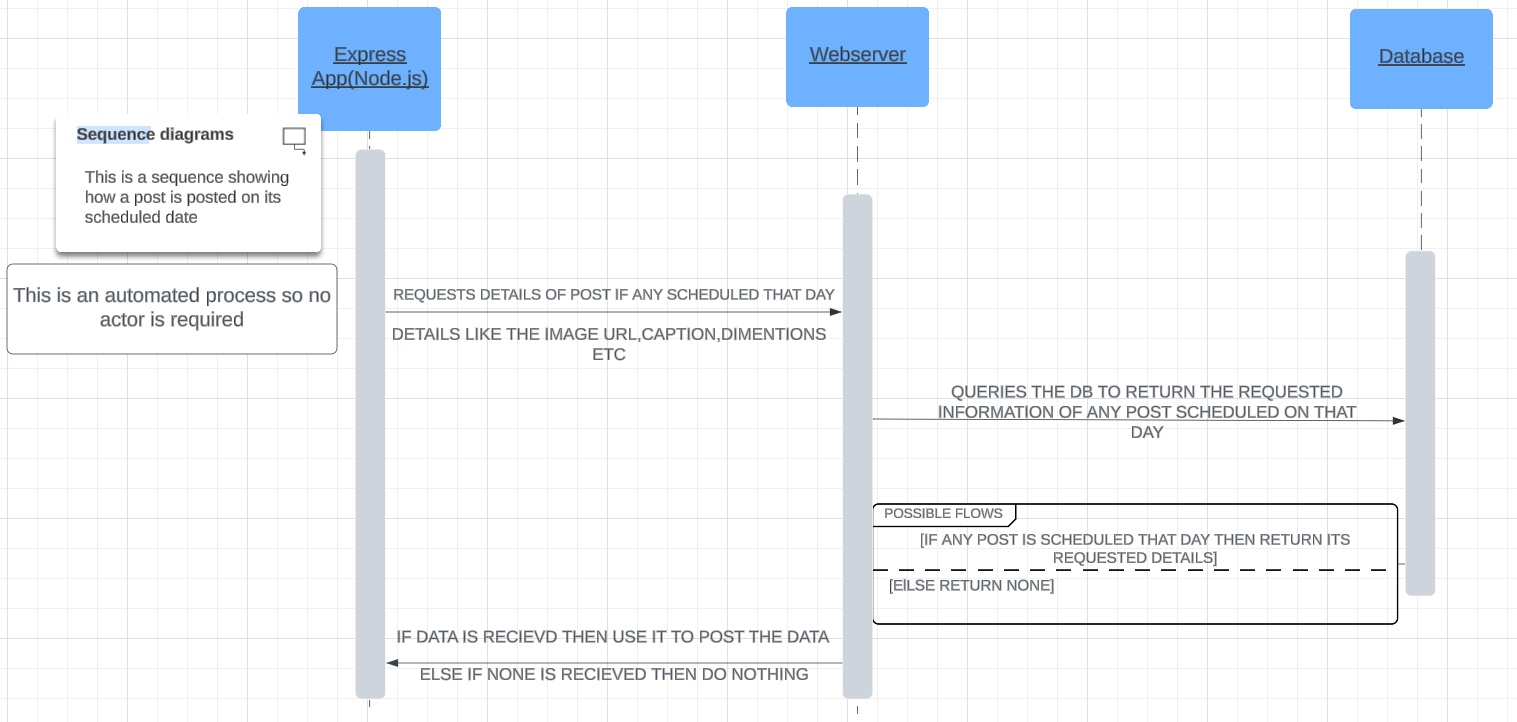 Express
App(Node.js)
Webserver
Database
Sequence diagrams
This is a sequence showing
how a post is posted on its
scheduled date
This is an automated process so no
actor is required
REQUESTS DETAILS OF POST IF ANY SCHEDULED THAT DAY
DETAILS LIKE THE IMAGE URL,CAPTION,DIMENTIONS
ETC
QUERIES THE DB TO RETURN THE REQUESTED
INFORMATION OF ANY POST SCHEDULED ON THAT
DAY
POSSIBLE FLOWS
[IF ANY POST IS SCHEDULED THAT DAY THEN RETURN ITS
REQUESTED DETAILS]
[ElLSE RETURN NONE]
IF DATA IS RECIEVD THEN USE IT TO POST THE DATA
ELSE IF NONE IS RECIEVED THEN DO NOTHING